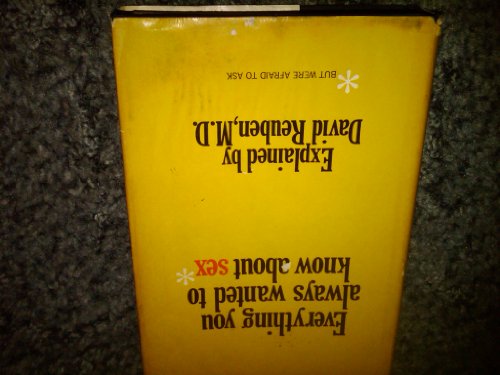 Everything you
always wanted to
know about sex*
Explained by
David Reuben, M.D.
*BUT WERE AFRAID TO ASK